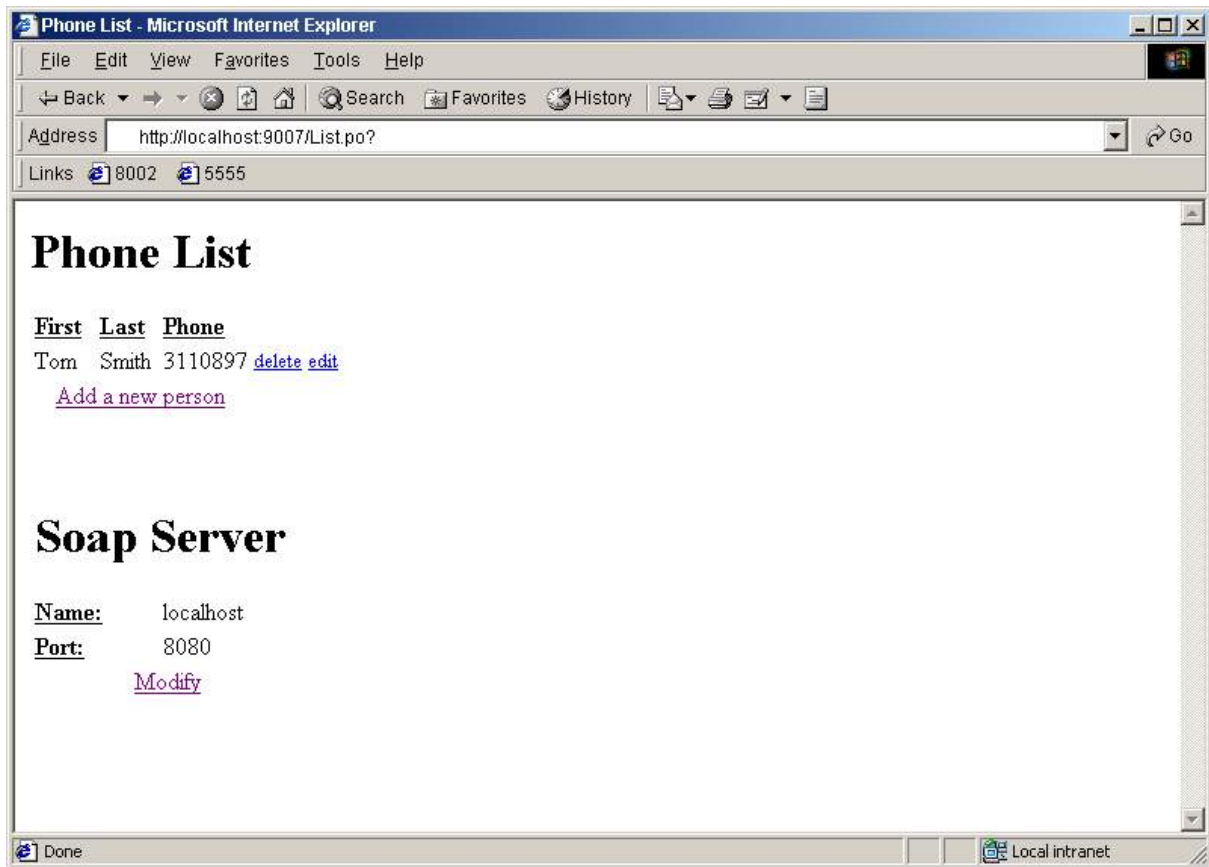 Phone List - Microsoft Internet Explorer
File Edit View Favorites Tools Help
Back Search Favorites History
Address http://localhost:9007/List.po? Go
Links 8002 5555
Phone List
First Last Phone
Tom Smith 3110897 delete edit
Add a new person
Soap Server
Name: localhost
Port: 8080
Modify
Done Local intranet